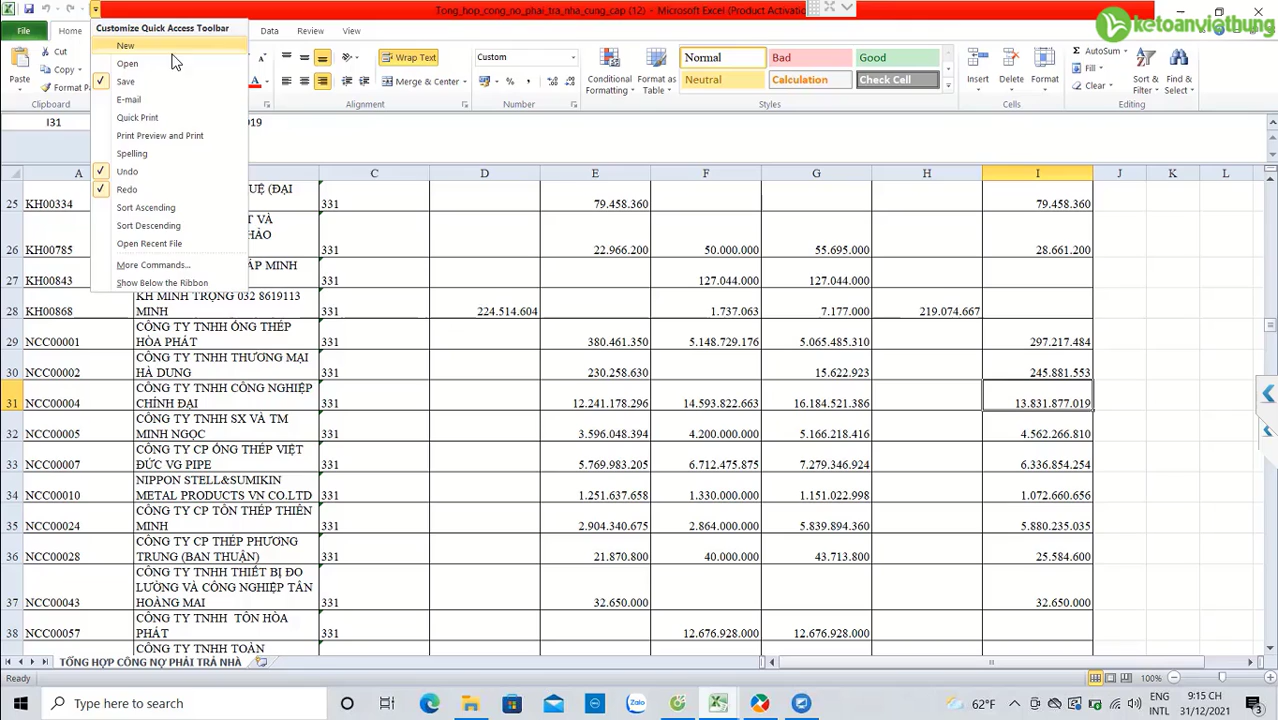 Tong_hop_cong_no_phai_tra_nha_cung_cap (12) - Microsoft Excel (Product Activatio
ketoanviethung
File Home Data Review View
Customize Quick Access Toolbar
New
Open
Save
E-mail
Quick Print
Print Preview and Print
Spelling
Undo
Redo
Sort Ascending
Sort Descending
Open Recent File
More Commands...
Show Below the Ribbon
Paste
Cut
Copy
Format P
Clipboard
Wrap Text
Alignment
Custom
Number
Conditional Formatting
Format as Table
Normal Bad Good
Neutral Calculation Check Cell
Styles
Insert Delete Format
Cells
AutoSum
Fill
Clear
Sort & Filter
Find & Select
Editing
I31 019
A C D E F G H I J K L
25 KH00334 UỆ (ĐẠI 331 79.458.360 79.458.360
26 KH00785 T VÀ HẢO 331 22.966.200 50.000.000 55.695.000 28.661.200
27 KH00843 ẮP MINH 331 127.044.000 127.044.000
28 KH00868 KH MINH TRỌNG 032 8619113 MINH 331 224.514.604 1.737.063 7.177.000 219.074.667
29 NCC00001 CÔNG TY TNHH ỐNG THÉP HÒA PHÁT 331 380.461.350 5.148.729.176 5.065.485.310 297.217.484
30 NCC00002 CÔNG TY TNHH THƯƠNG MẠI HÀ DUNG 331 230.258.630 15.622.923 245.881.553
31 NCC00004 CÔNG TY TNHH CÔNG NGHIỆP CHÍNH ĐẠI 331 12.241.178.296 14.593.822.663 16.184.521.386 13.831.877.019
32 NCC00005 CÔNG TY TNHH SX VÀ TM MINH NGỌC 331 3.596.048.394 4.200.000.000 5.166.218.416 4.562.266.810
33 NCC00007 CÔNG TY CP ỐNG THÉP VIỆT ĐỨC VG PIPE 331 5.769.983.205 6.712.475.875 7.279.346.924 6.336.854.254
34 NCC00010 NIPPON STELL&SUMIKIN METAL PRODUCTS VN CO.LTD 331 1.251.637.658 1.330.000.000 1.151.022.998 1.072.660.656
35 NCC00024 CÔNG TY CP TÔN THÉP THIÊN MINH 331 2.904.340.675 2.864.000.000 5.839.894.360 5.880.235.035
36 NCC00028 CÔNG TY CP THÉP PHƯƠNG TRUNG (BAN THUẬN) 331 21.870.800 40.000.000 43.713.800 25.584.600
37 NCC00043 CÔNG TY TNHH THIẾT BỊ ĐO LƯỜNG VÀ CÔNG NGHIỆP TÂN HOÀNG MAI 331 32.650.000 32.650.000
38 NCC00057 CÔNG TY TNHH TÔN HÒA PHÁT 331 12.676.928.000 12.676.928.000
CÔNG TY TNHH TOÀN
TỔNG HỢP CÔNG NỢ PHẢI TRẢ NHÀ
Ready 100%
Type here to search
Zalo
62°F
ENG INTL
9:15 CH
31/12/2021